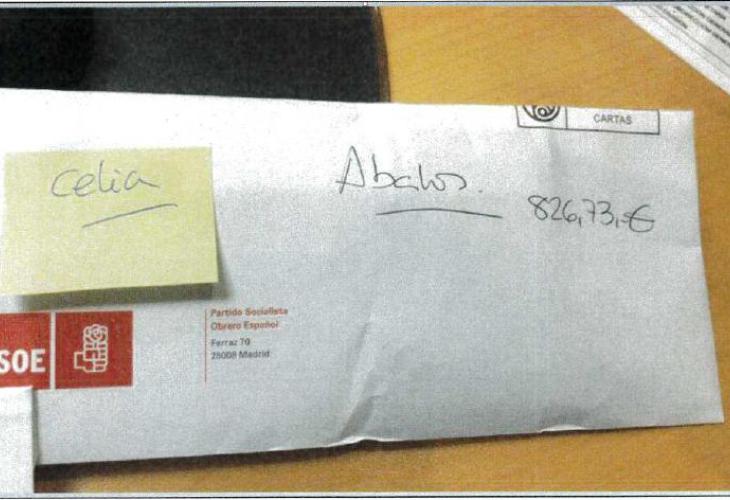 CARTAS
Celia
Abalos.
826,73,-€
SOE
Partido Socialista
Obrero Español
Ferraz 70
28008 Madrid